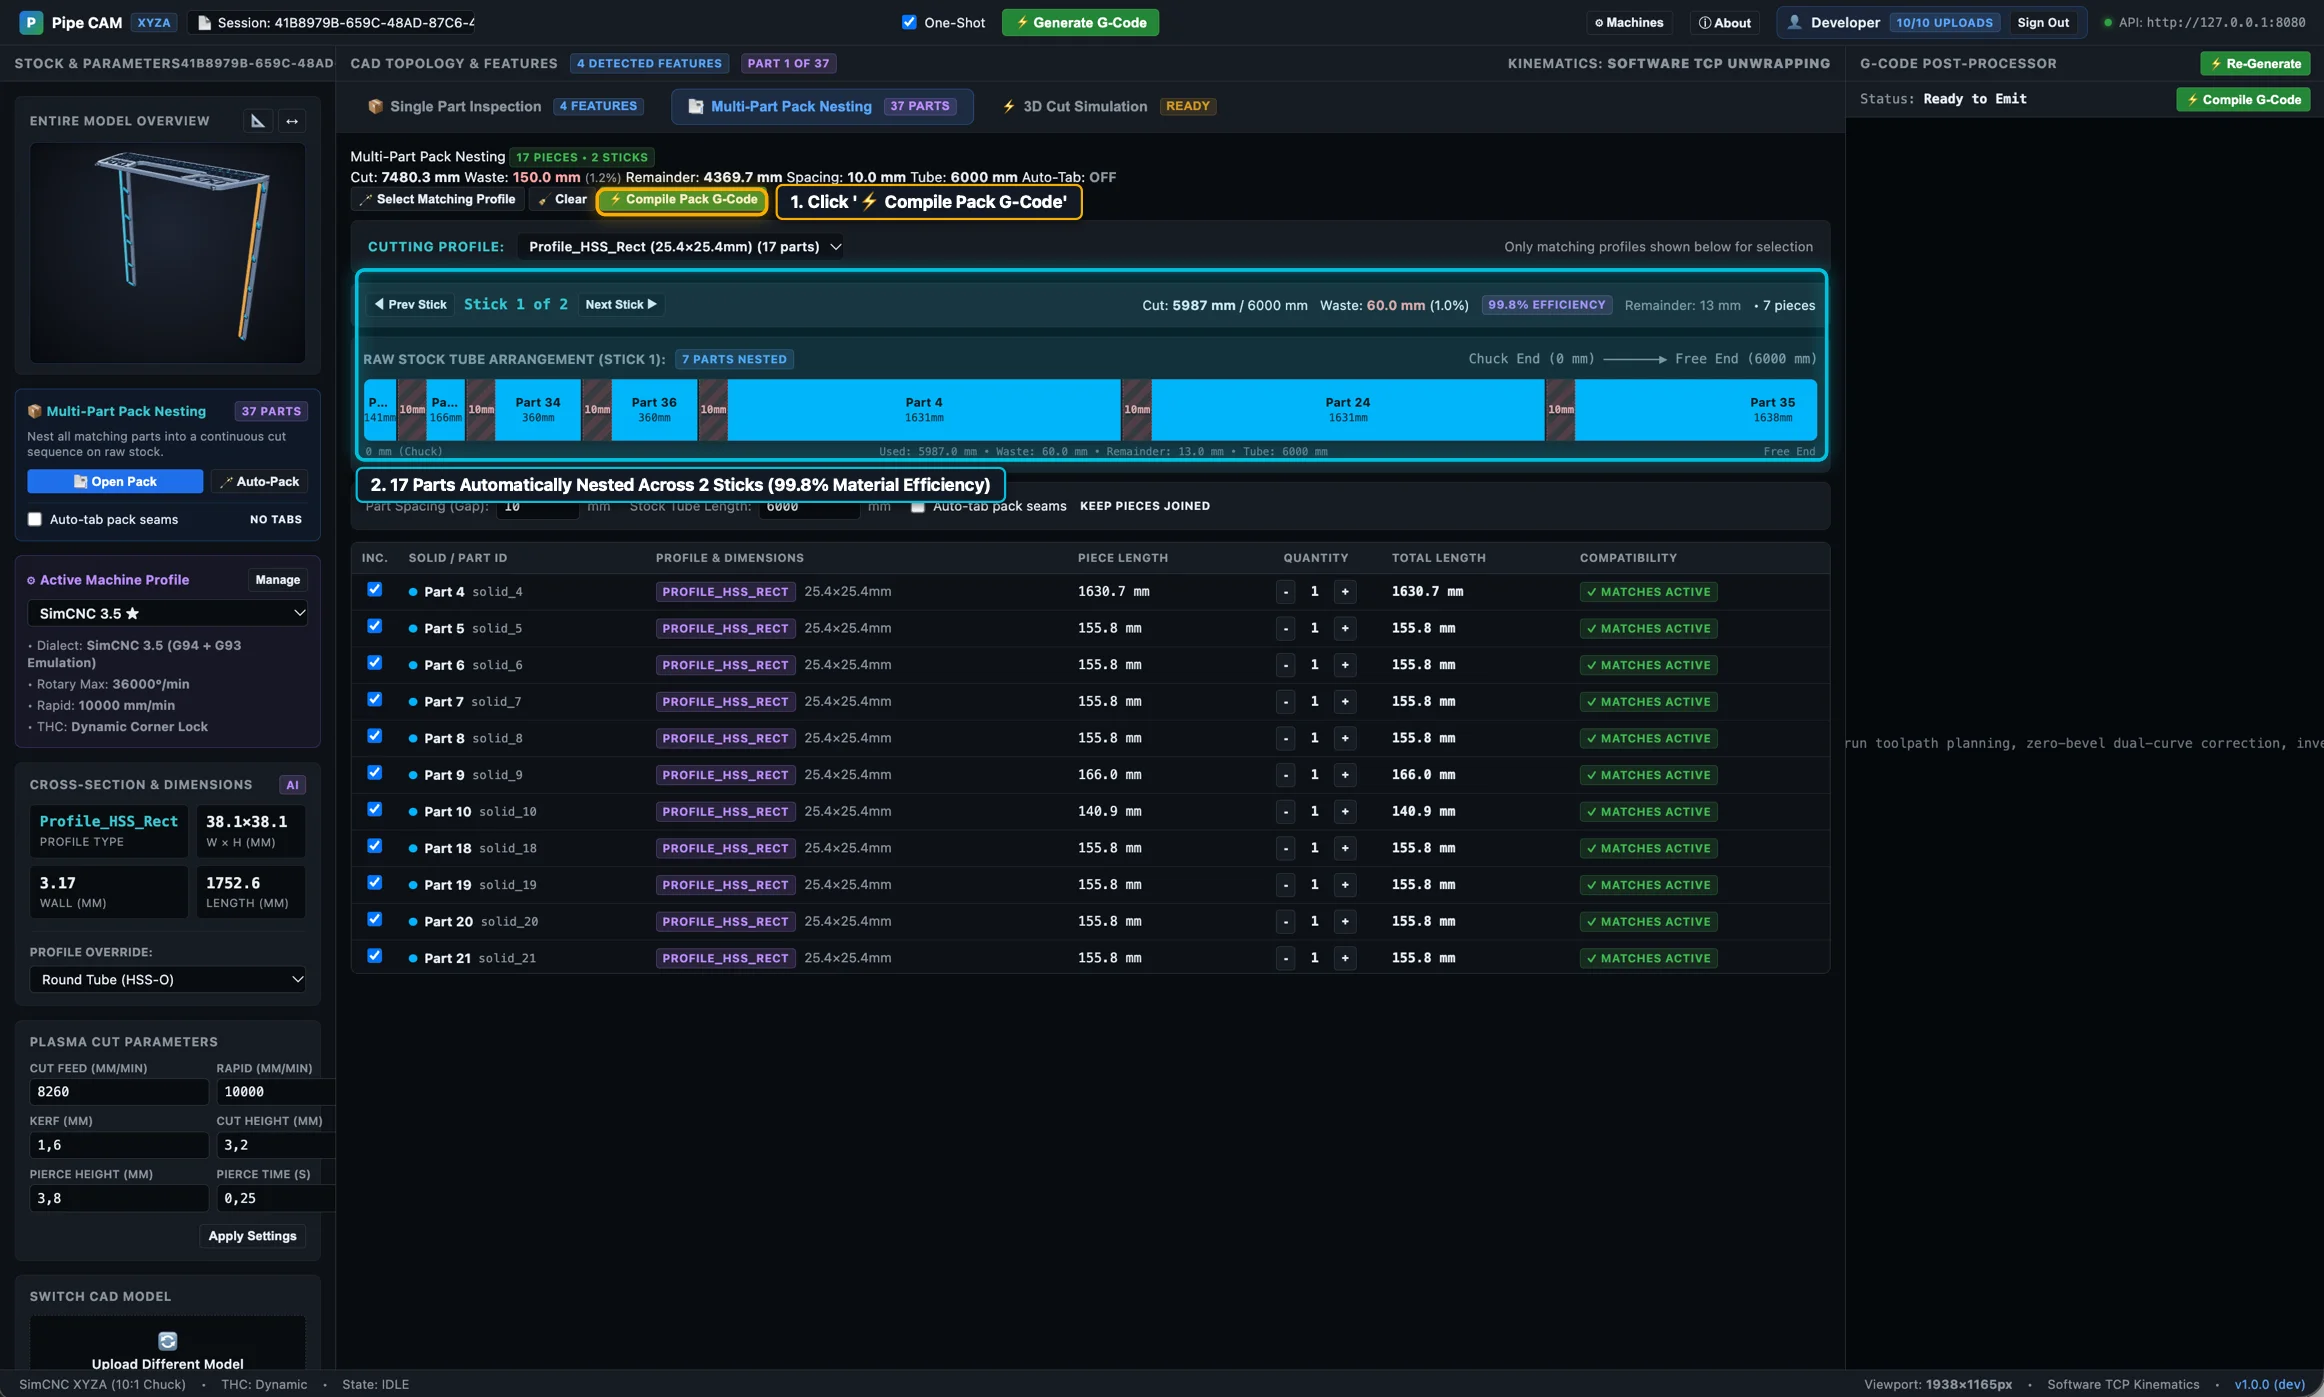 P Pipe CAM XYZA Session: 41B8979B-659C-48AD-87C6-4
One-Shot ⚡ Generate G-Code
Machines About Developer 10/10 UPLOADS Sign Out API: http://127.0.0.1:8080
STOCK & PARAMETERS41B8979B-659C-48AD-
CAD TOPOLOGY & FEATURES 4 DETECTED FEATURES PART 1 OF 37
KINEMATICS: SOFTWARE TCP UNWRAPPING
G-CODE POST-PROCESSOR ⚡ Re-Generate
Status: Ready to Emit ⚡ Compile G-Code
ENTIRE MODEL OVERVIEW
Multi-Part Pack Nesting 37 PARTS
Nest all matching parts into a continuous cut
sequence on raw stock.
Open Pack Auto-Pack
Auto-tab pack seams NO TABS
Active Machine Profile Manage
SimCNC 3.5 ★
• Dialect: SimCNC 3.5 (G94 + G93
Emulation)
• Rotary Max: 36000°/min
• Rapid: 10000 mm/min
• THC: Dynamic Corner Lock
CROSS-SECTION & DIMENSIONS AI
Profile_HSS_Rect 38.1×38.1
PROFILE TYPE W × H (MM)
3.17 1752.6
WALL (MM) LENGTH (MM)
PROFILE OVERRIDE:
Round Tube (HSS-O)
PLASMA CUT PARAMETERS
CUT FEED (MM/MIN) RAPID (MM/MIN)
8260 10000
KERF (MM) CUT HEIGHT (MM)
1,6 3,2
PIERCE HEIGHT (MM) PIERCE TIME (S)
3,8 0,25
Apply Settings
SWITCH CAD MODEL
Upload Different Model
Single Part Inspection 4 FEATURES Multi-Part Pack Nesting 37 PARTS ⚡ 3D Cut Simulation READY
Multi-Part Pack Nesting 17 PIECES • 2 STICKS
Cut: 7480.3 mm Waste: 150.0 mm (1.2%) Remainder: 4369.7 mm Spacing: 10.0 mm Tube: 6000 mm Auto-Tab: OFF
Select Matching Profile Clear ⚡ Compile Pack G-Code 1. Click '⚡ Compile Pack G-Code'
CUTTING PROFILE: Profile_HSS_Rect (25.4×25.4mm) (17 parts) Only matching profiles shown below for selection
◀ Prev Stick Stick 1 of 2 Next Stick ▶ Cut: 5987 mm / 6000 mm Waste: 60.0 mm (1.0%) 99.8% EFFICIENCY Remainder: 13 mm • 7 pieces
RAW STOCK TUBE ARRANGEMENT (STICK 1): 7 PARTS NESTED Chuck End (0 mm) ⟶ Free End (6000 mm)
P... Pa... Part 34 Part 36 Part 4 Part 24 Part 35
141mm 10mm 166mm 10mm 360mm 10mm 360mm 10mm 1631mm 10mm 1631mm 10mm 1638mm
0 mm (Chuck) Used: 5987.0 mm • Waste: 60.0 mm • Remainder: 13.0 mm • Tube: 6000 mm Free End
2. 17 Parts Automatically Nested Across 2 Sticks (99.8% Material Efficiency)
Part Spacing (Gap): 10 mm Stock Tube Length: 6000 mm Auto-tab pack seams KEEP PIECES JOINED
INC. SOLID / PART ID PROFILE & DIMENSIONS PIECE LENGTH QUANTITY TOTAL LENGTH COMPATIBILITY
Part 4 solid_4 PROFILE_HSS_RECT 25.4×25.4mm 1630.7 mm - 1 + 1630.7 mm ✓ MATCHES ACTIVE
Part 5 solid_5 PROFILE_HSS_RECT 25.4×25.4mm 155.8 mm - 1 + 155.8 mm ✓ MATCHES ACTIVE
Part 6 solid_6 PROFILE_HSS_RECT 25.4×25.4mm 155.8 mm - 1 + 155.8 mm ✓ MATCHES ACTIVE
Part 7 solid_7 PROFILE_HSS_RECT 25.4×25.4mm 155.8 mm - 1 + 155.8 mm ✓ MATCHES ACTIVE
Part 8 solid_8 PROFILE_HSS_RECT 25.4×25.4mm 155.8 mm - 1 + 155.8 mm ✓ MATCHES ACTIVE
Part 9 solid_9 PROFILE_HSS_RECT 25.4×25.4mm 166.0 mm - 1 + 166.0 mm ✓ MATCHES ACTIVE
Part 10 solid_10 PROFILE_HSS_RECT 25.4×25.4mm 140.9 mm - 1 + 140.9 mm ✓ MATCHES ACTIVE
Part 18 solid_18 PROFILE_HSS_RECT 25.4×25.4mm 155.8 mm - 1 + 155.8 mm ✓ MATCHES ACTIVE
Part 19 solid_19 PROFILE_HSS_RECT 25.4×25.4mm 155.8 mm - 1 + 155.8 mm ✓ MATCHES ACTIVE
Part 20 solid_20 PROFILE_HSS_RECT 25.4×25.4mm 155.8 mm - 1 + 155.8 mm ✓ MATCHES ACTIVE
Part 21 solid_21 PROFILE_HSS_RECT 25.4×25.4mm 155.8 mm - 1 + 155.8 mm ✓ MATCHES ACTIVE
run toolpath planning, zero-bevel dual-curve correction, inve
SimCNC XYZA (10:1 Chuck) • THC: Dynamic • State: IDLE
Viewport: 1938×1165px • Software TCP Kinematics • v1.0.0 (dev)